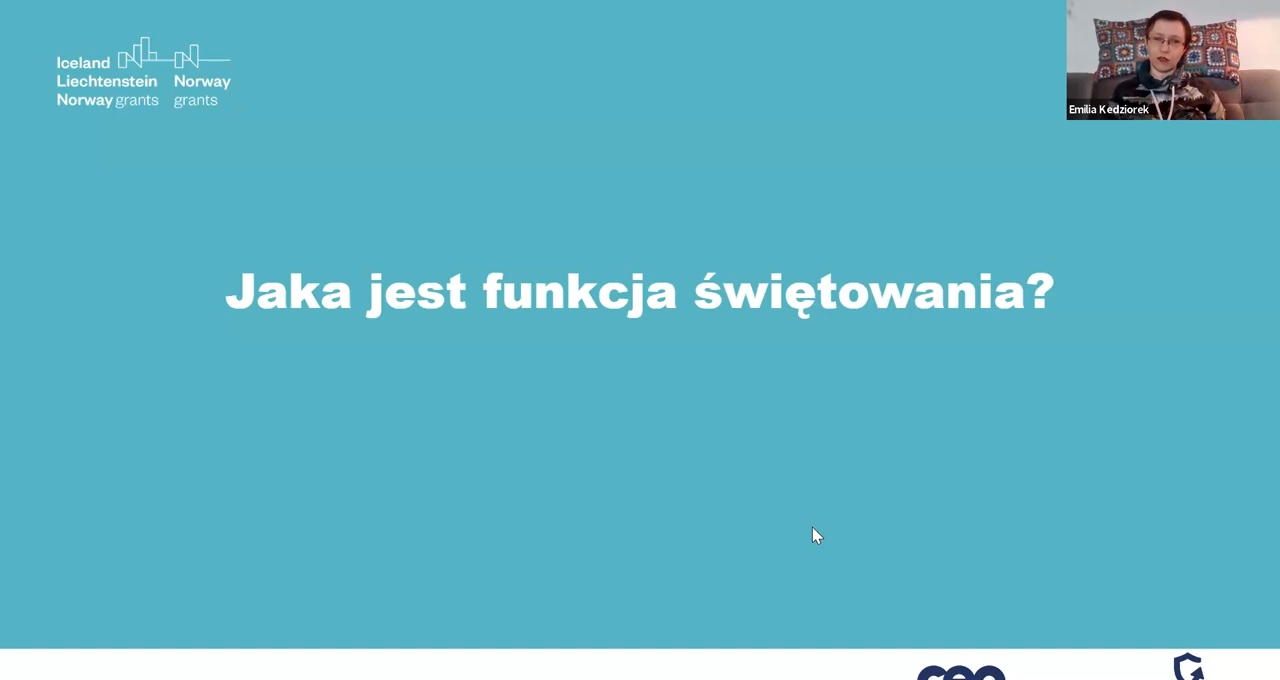 Iceland
Liechtenstein Norway
Norway grants grants
Emilia Kedziorek
Jaka jest funkcja świętowania?